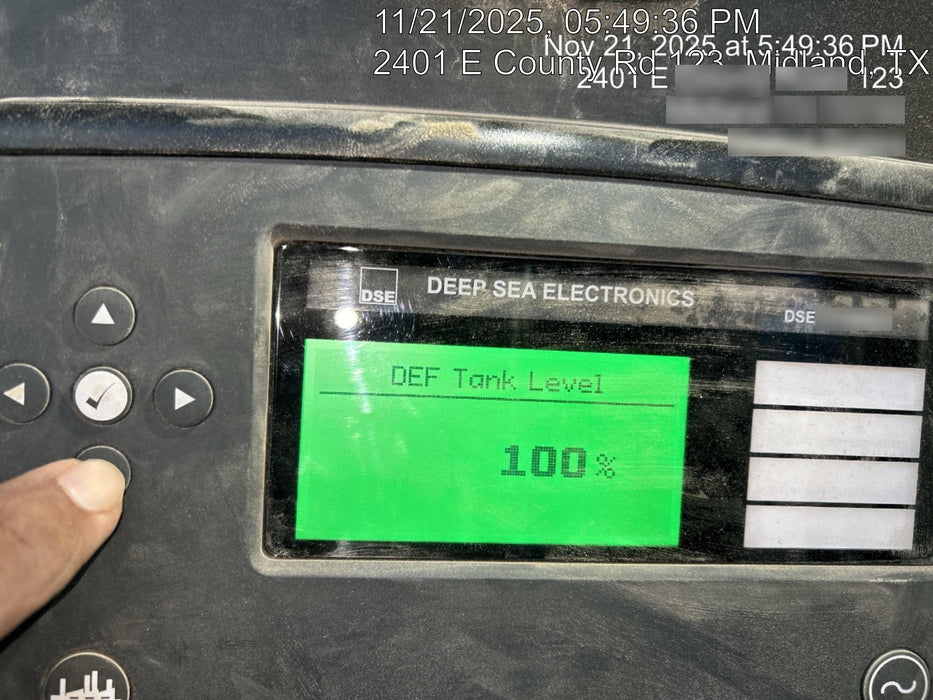 11/21/2025, 05:49:36 PM
Nov 21, 2025 at 5:49:36 PM
2401 E County Rd 123, Midland, TX
2401 E 123
DSE
DEEP SEA ELECTRONICS
DSE
DEF Tank Level
100%